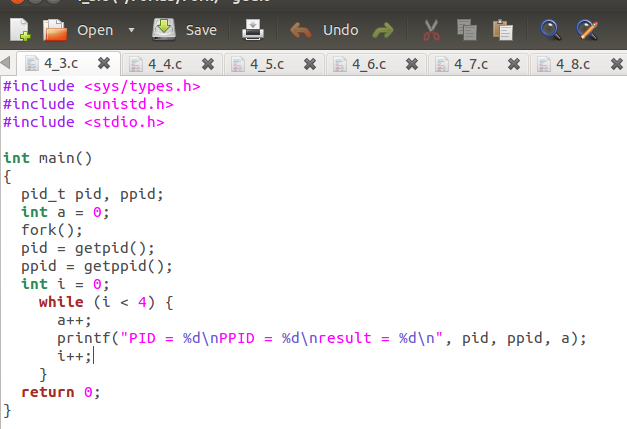 Open Save Undo
4_3.c 4_4.c 4_5.c 4_6.c 4_7.c 4_8.c
#include <sys/types.h>
#include <unistd.h>
#include <stdio.h>
int main()
{
pid_t pid, ppid;
int a = 0;
fork();
pid = getpid();
ppid = getppid();
int i = 0;
while (i < 4) {
a++;
printf("PID = %d\nPPID = %d\nresult = %d\n", pid, ppid, a);
i++;
}
return 0;
}